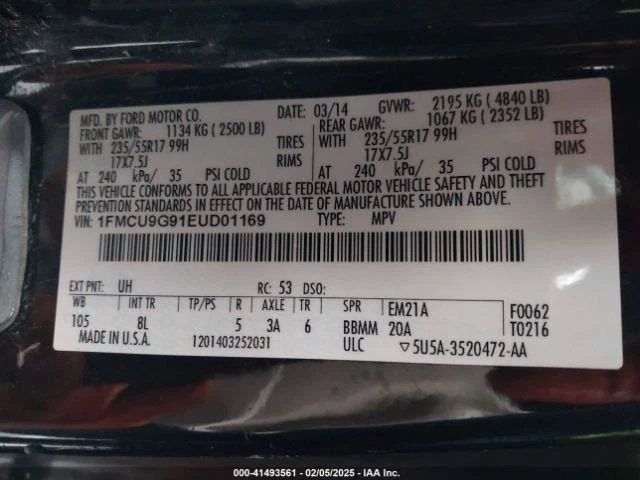 MFD. BY FORD MOTOR CO. DATE: 03/14 GVWR: 2195 KG ( 4840 LB)
FRONT GAWR: 1134 KG ( 2500 LB) REAR GAWR: 1067 KG ( 2352 LB)
WITH 235/55R17 99H TIRES WITH 235/55R17 99H TIRES
17X7.5J RIMS 17X7.5J RIMS
AT 240 kPa/ 35 PSI COLD AT 240 kPa/ 35 PSI COLD
THIS VEHICLE CONFORMS TO ALL APPLICABLE FEDERAL MOTOR VEHICLE SAFETY AND THEFT
PREVENTION STANDARDS IN EFFECT ON THE DATE OF MANUFACTURE SHOWN ABOVE.
VIN: 1FMCU9G91EUD01169 TYPE: MPV
EXT PNT: UH RC: 53 DSO:
WB INT TR TP/PS R AXLE TR SPR EM21A F0062
105 8L 5 3A 6 BBMM 20A T0216
MADE IN U.S.A. 1201403252031 ULC ▽5U5A-3520472-AA
000-41493561 - 02/05/2025 - IAA Inc.